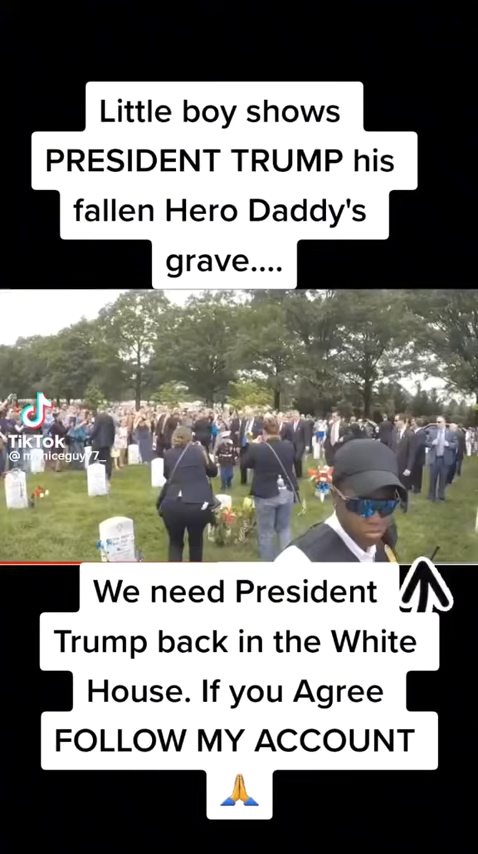 Little boy shows
PRESIDENT TRUMP his
fallen Hero Daddy's
grave....
TikTok
We need President
Trump back in the White
House. If you Agree
FOLLOW MY ACCOUNT
🙏